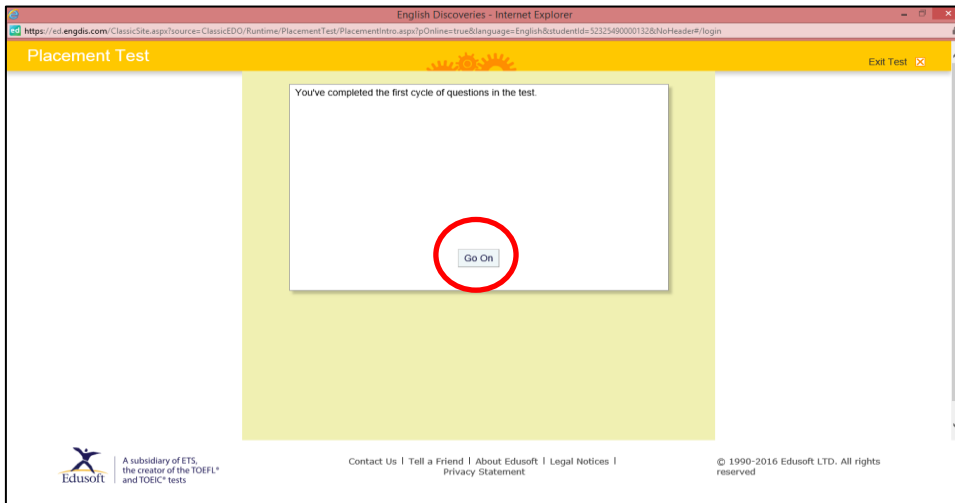 English Discoveries - Internet Explorer
https://ed.engdis.com/ClassicSite.aspx?source=ClassicEDO/Runtime/PlacementTest/PlacementIntro.aspx?pOnline=true&language=English&studentId=52325490000132&NoHeader#/login
Placement Test
Exit Test
You've completed the first cycle of questions in the test.
Go On
Edusoft
A subsidiary of ETS,
the creator of the TOEFL®
and TOEIC® tests
Contact Us | Tell a Friend | About Edusoft | Legal Notices |
Privacy Statement
© 1990-2016 Edusoft LTD. All rights
reserved